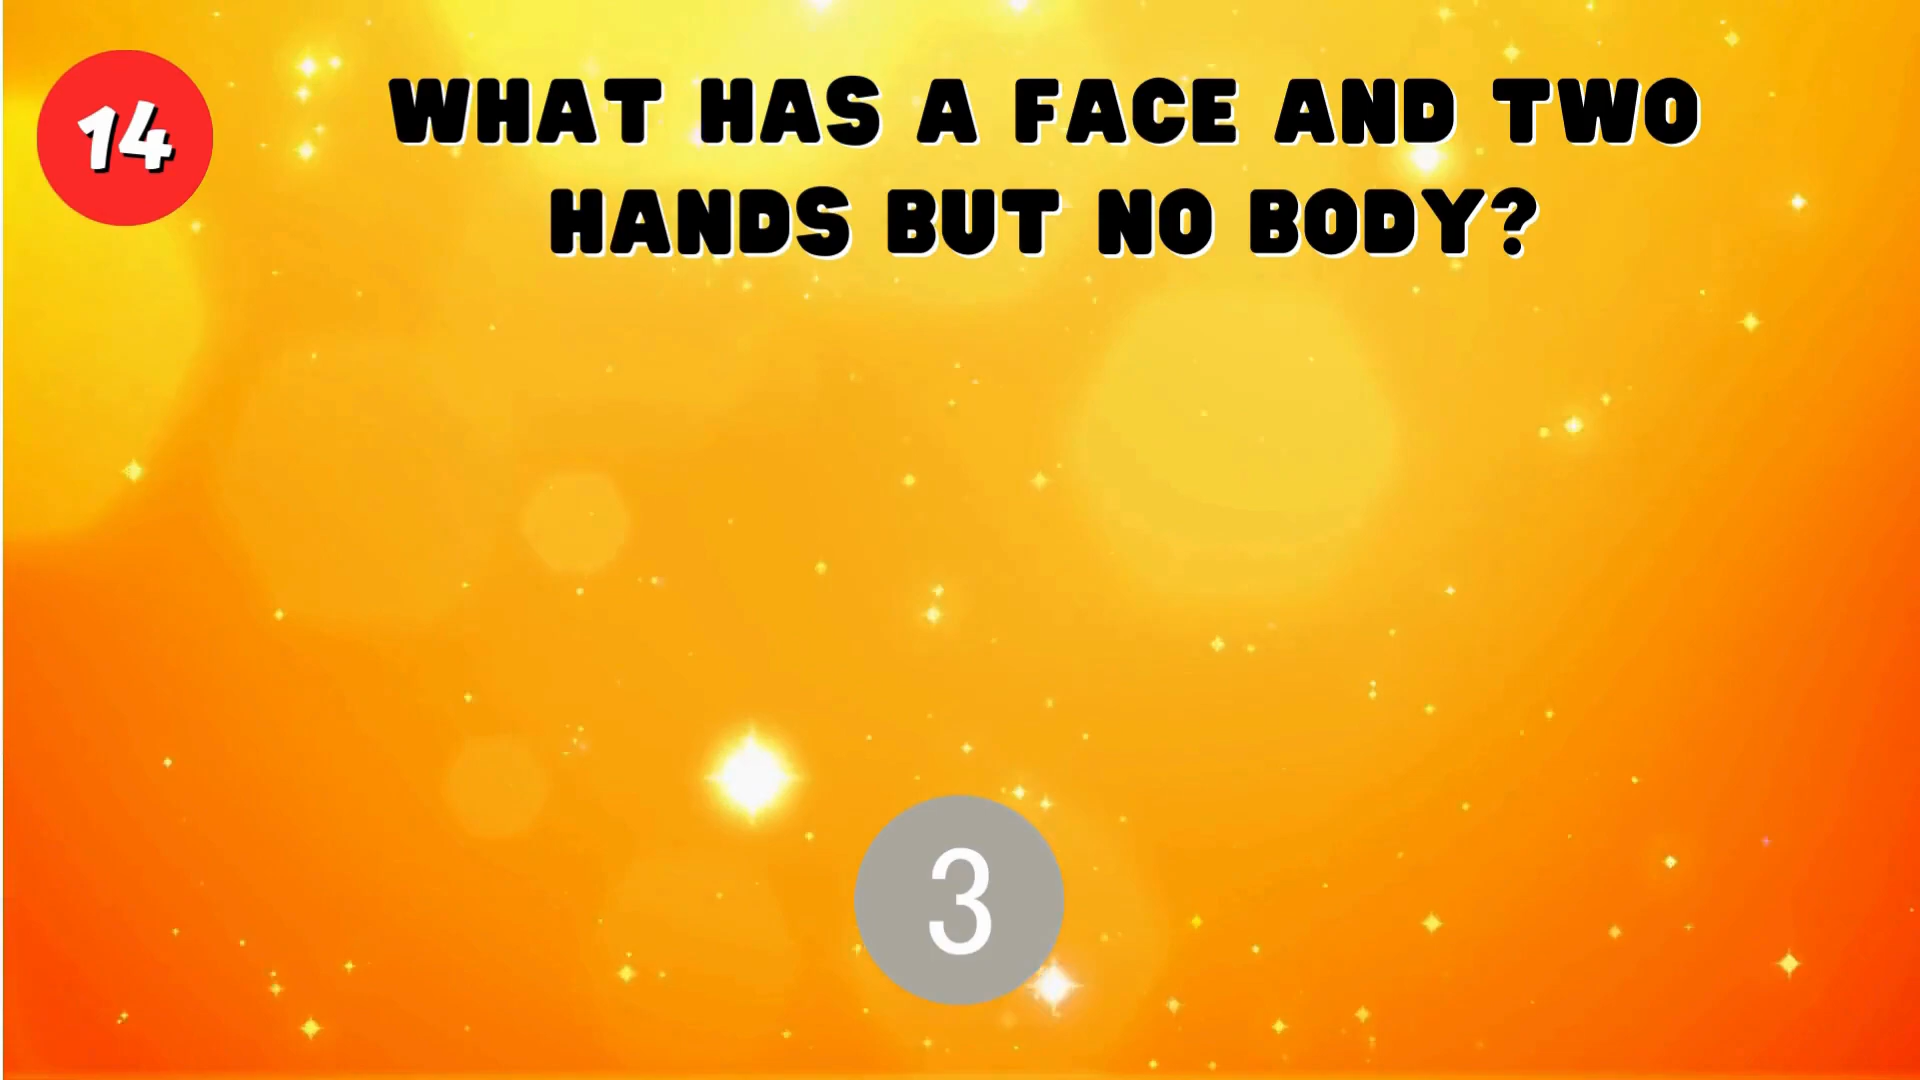 14
WHAT HAS A FACE AND TWO
HANDS BUT NO BODY?
3